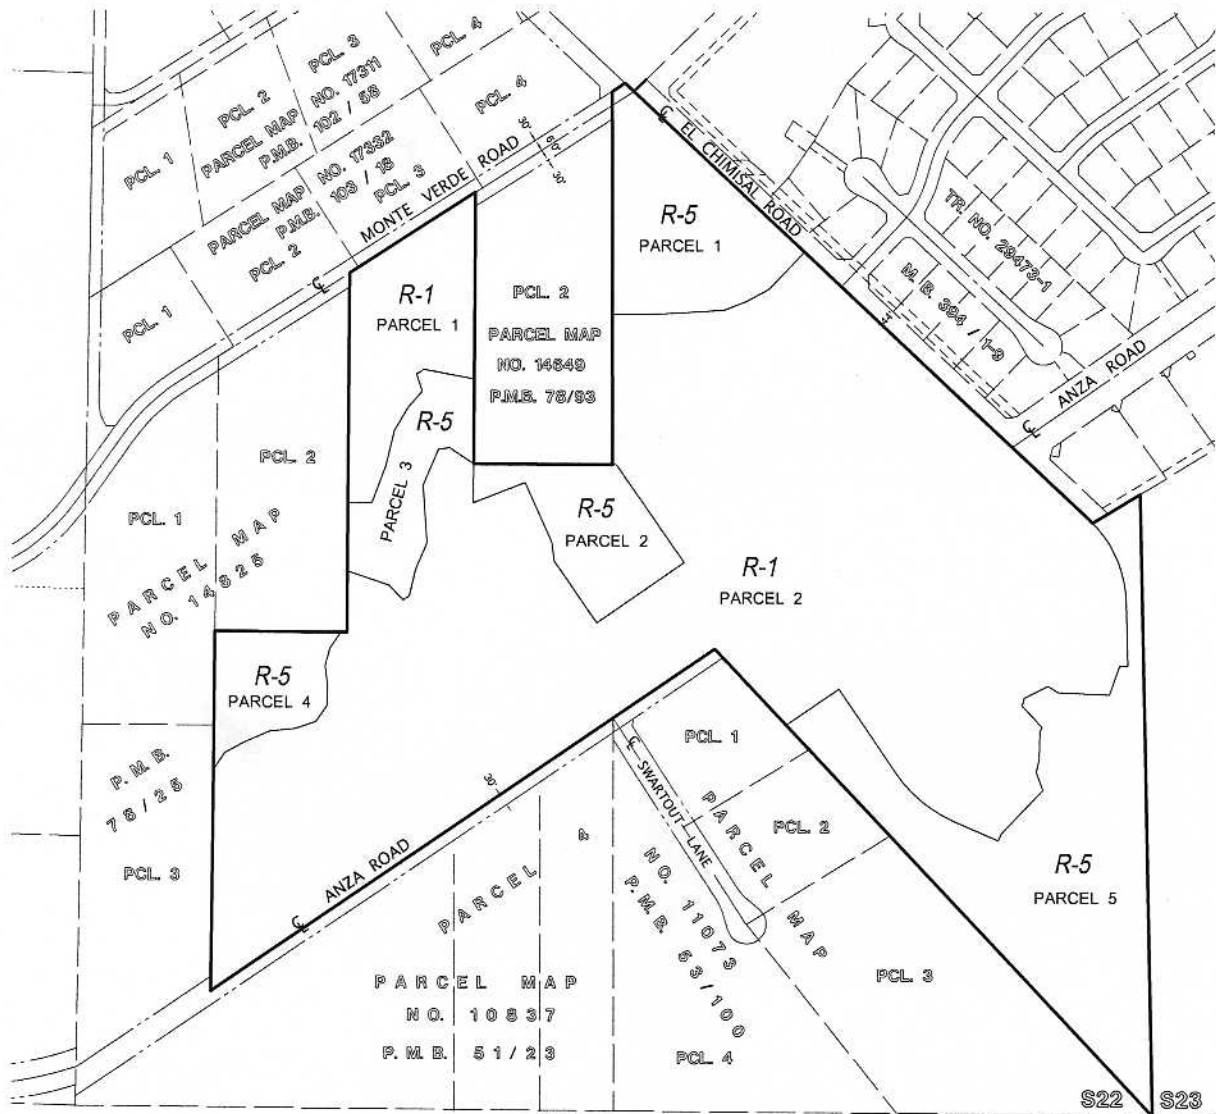 PCL. 4
PCL. 3
PCL. 2
PCL. 1
PARCEL MAP NO. 17311
P.M.B. 102 / 58
PCL. 4
PARCEL MAP NO. 17332
P.M.B. 103 / 18
PCL. 3
PCL. 2
PCL. 1
MONTE VERDE ROAD
30'
60'
30'
EL CHIMISAL ROAD
44'
TR. NO. 29473-1
M. B. 394 / 1-9
ANZA ROAD
R-5
PARCEL 1
R-1
PARCEL 1
PCL. 2
PARCEL MAP
NO. 14649
P.M.B. 78/93
R-5
PARCEL 3
PCL. 2
PCL. 1
PARCEL MAP
NO. 14825
R-5
PARCEL 2
R-1
PARCEL 2
R-5
PARCEL 4
P. M. B.
78/25
PCL. 3
30'
ANZA ROAD
SWARTOUT LANE
PCL. 1
PCL. 2
PARCEL MAP
NO. 11073
P. M. B. 53/100
PCL. 3
PCL. 4
R-5
PARCEL 5
PARCEL 4
PARCEL MAP
NO. 10837
P. M. B. 51/23
S22
S23